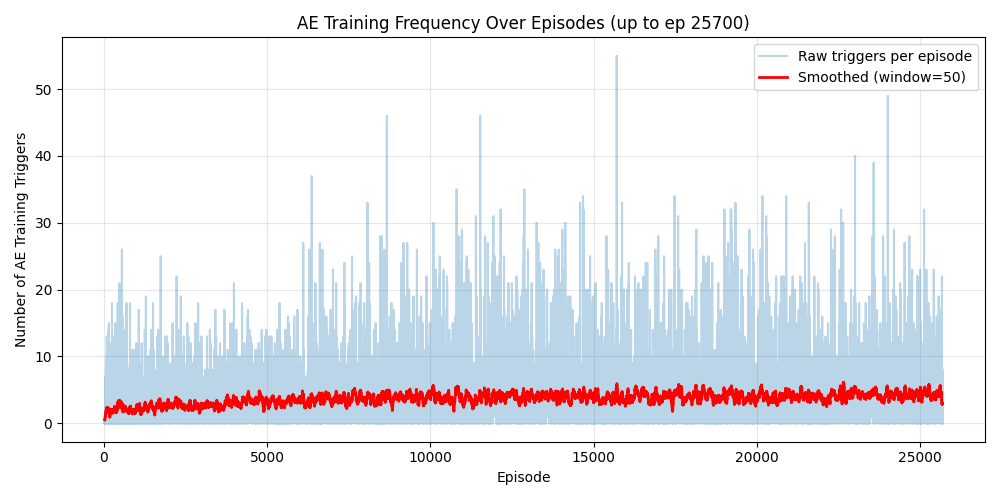 AE Training Frequency Over Episodes (up to ep 25700)
Raw triggers per episode
Smoothed (window=50)
Number of AE Training Triggers
50
40
30
20
10
0
0 5000 10000 15000 20000 25000
Episode